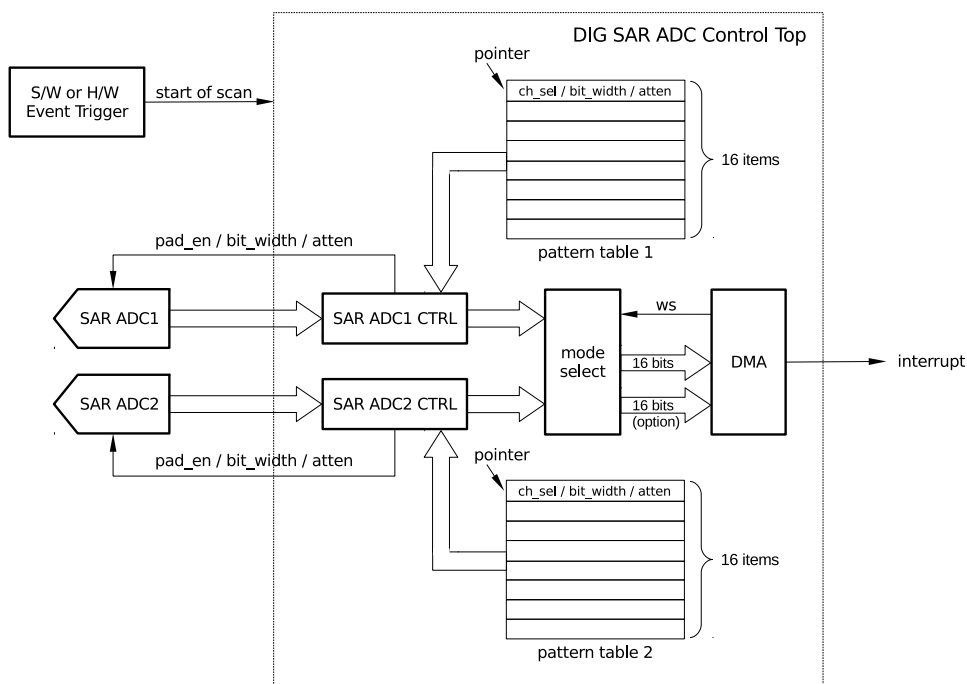 DIG SAR ADC Control Top
pointer
S/W or H/W
Event Trigger
start of scan
ch_sel / bit_width / atten
16 items
pattern table 1
pad_en / bit_width / atten
SAR ADC1
SAR ADC1 CTRL
ws
mode
select
16 bits
DMA
interrupt
SAR ADC2
SAR ADC2 CTRL
16 bits
(option)
pad_en / bit_width / atten
pointer
ch_sel / bit_width / atten
16 items
pattern table 2